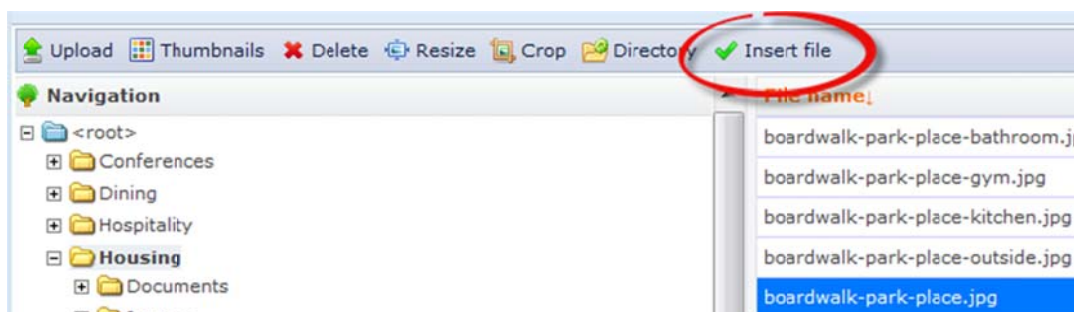 Upload Thumbnails Delete Resize Crop Directory Insert file
Navigation
File name↓
<root>
boardwalk-park-place-bathroom.j
Conferences
boardwalk-park-place-gym.jpg
Dining
boardwalk-park-place-kitchen.jpg
Hospitality
boardwalk-park-place-outside.jpg
Housing
Documents
boardwalk-park-place.jpg